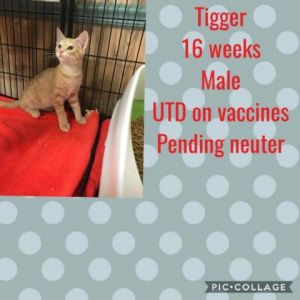 Tigger
16 weeks
Male
UTD on vaccines
Pending neuter
PIC•COLLAGE